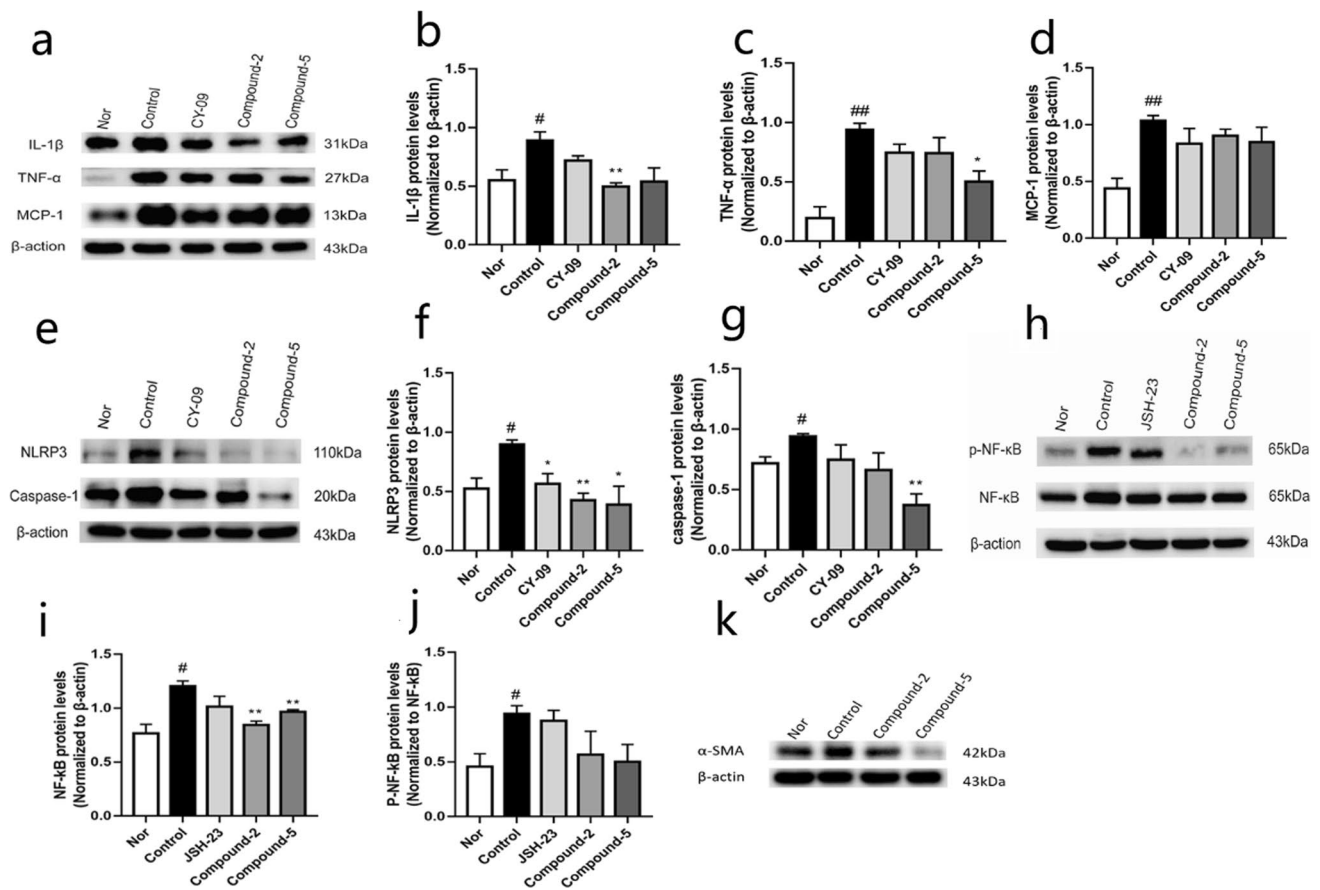 a
Nor
Control
CY-09
Compound-2
Compound-5
IL-1β
31kDa
TNF-α
27kDa
MCP-1
13kDa
β-action
43kDa
b
IL-1β protein levels
(Normalized to β-actin)
1.5
1.0
0.5
0.0
#
**
Nor
Control
CY-09
Compound-2
Compound-5
c
TNF-α protein levels
(Normalized to β-actin)
1.5
1.0
0.5
0.0
##
*
Nor
Control
CY-09
Compound-2
Compound-5
d
MCP-1 protein levels
(Normalized to β-actin)
1.5
1.0
0.5
0.0
##
Nor
Control
CY-09
Compound-2
Compound-5
e
Nor
Control
CY-09
Compound-2
Compound-5
NLRP3
110kDa
Caspase-1
20kDa
β-action
43kDa
f
NLRP3 protein levels
(Normalized to β-actin)
1.5
1.0
0.5
0.0
#
*
**
*
Nor
Control
CY-09
Compound-2
Compound-5
g
caspase-1 protein levels
(Normalized to β-actin)
1.5
1.0
0.5
0.0
#
**
Nor
Control
CY-09
Compound-2
Compound-5
h
Nor
Control
JSH-23
Compound-2
Compound-5
p-NF-κB
65kDa
NF-κB
65kDa
β-action
43kDa
i
NF-kB protein levels
(Normalized to β-actin)
1.5
1.0
0.5
0.0
#
**
**
Nor
Control
JSH-23
Compound-2
Compound-5
j
P-NF-kB protein levels
(Normalized to NF-kB)
1.5
1.0
0.5
0.0
#
Nor
Control
JSH-23
Compound-2
Compound-5
k
Nor
Control
Compound-2
Compound-5
α-SMA
42kDa
β-actin
43kDa